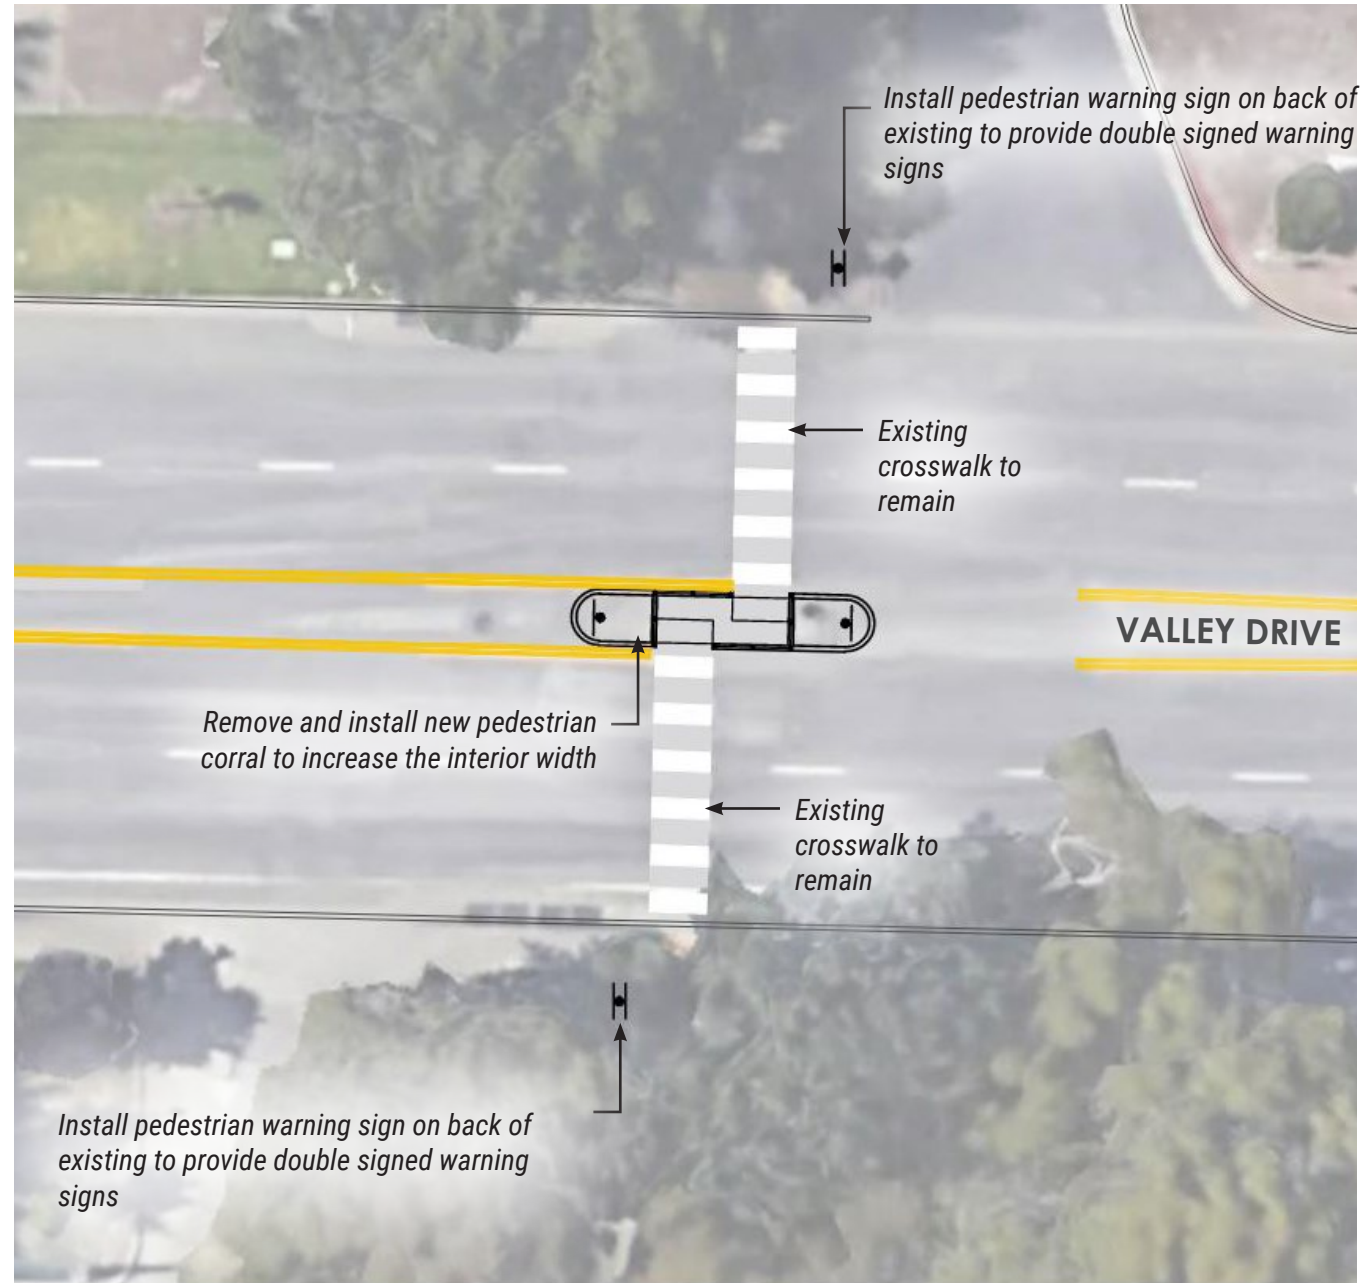 Install pedestrian warning sign on back of
existing to provide double signed warning
signs
Existing
crosswalk to
remain
VALLEY DRIVE
Remove and install new pedestrian
corral to increase the interior width
Existing
crosswalk to
remain
Install pedestrian warning sign on back of
existing to provide double signed warning
signs